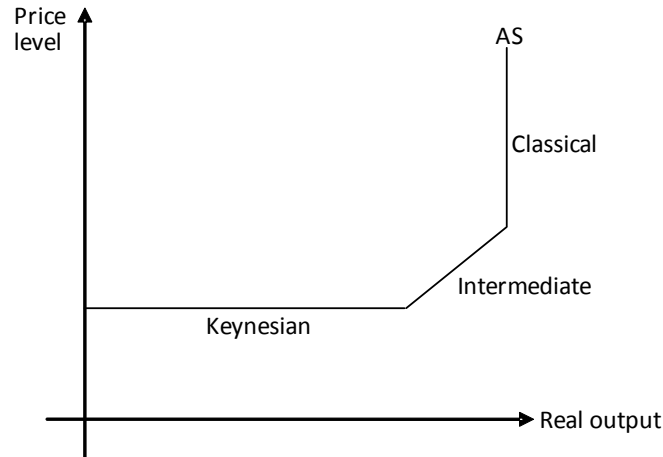 Price
level
AS
Classical
Intermediate
Keynesian
Real output